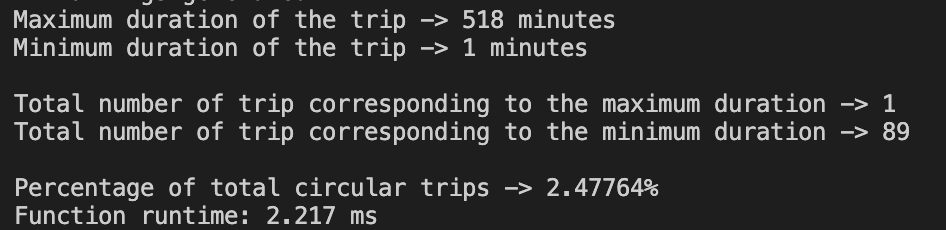 Maximum duration of the trip -> 518 minutes
Minimum duration of the trip -> 1 minutes
Total number of trip corresponding to the maximum duration -> 1
Total number of trip corresponding to the minimum duration -> 89
Percentage of total circular trips -> 2.47764%
Function runtime: 2.217 ms